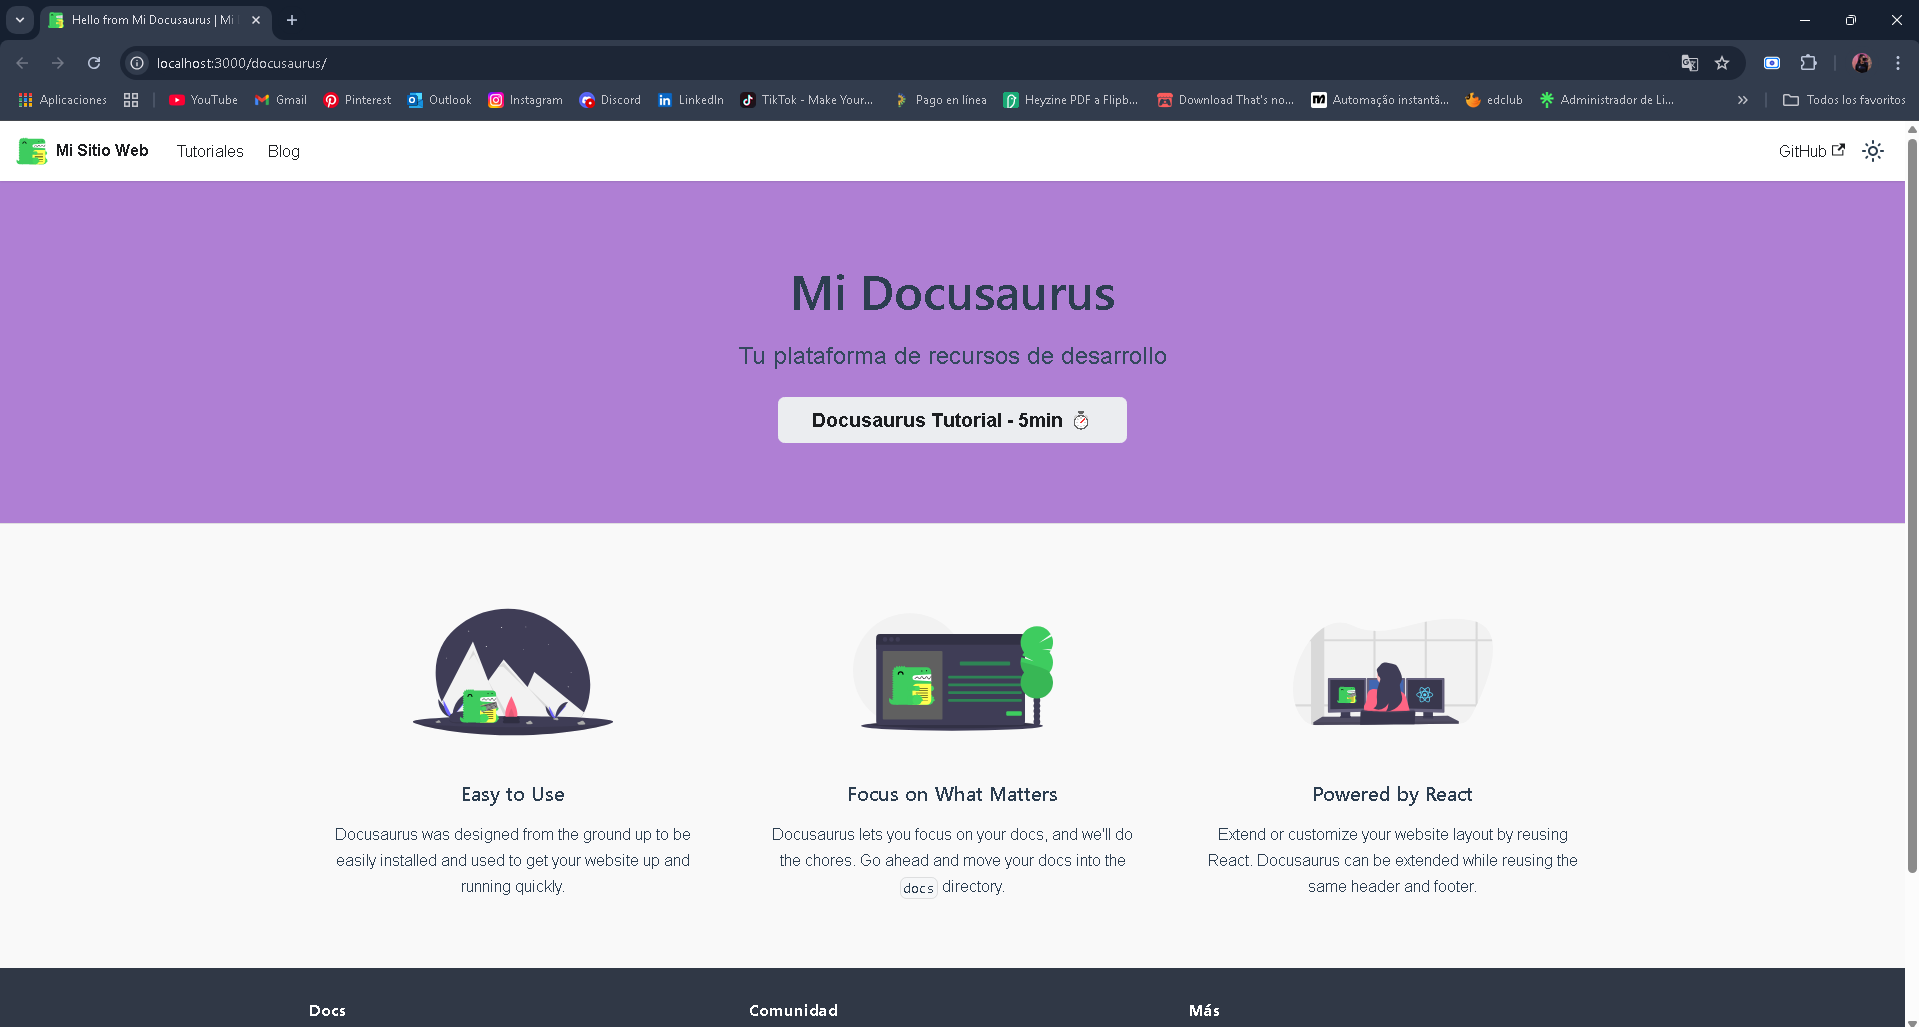 Hello from Mi Docusaurus | Mi
localhost:3000/docusaurus/
Aplicaciones
YouTube
Gmail
Pinterest
Outlook
Instagram
Discord
LinkedIn
TikTok - Make Your...
Pago en línea
Heyzine PDF a Flipb...
Download That's no...
Automação instantâ...
edclub
Administrador de Li...
Todos los favoritos
Mi Sitio Web
Tutoriales
Blog
GitHub
Mi Docusaurus
Tu plataforma de recursos de desarrollo
Docusaurus Tutorial - 5min ⏱️
Easy to Use
Docusaurus was designed from the ground up to be
easily installed and used to get your website up and
running quickly.
Focus on What Matters
Docusaurus lets you focus on your docs, and we'll do
the chores. Go ahead and move your docs into the
docs directory.
Powered by React
Extend or customize your website layout by reusing
React. Docusaurus can be extended while reusing the
same header and footer.
Docs
Comunidad
Más